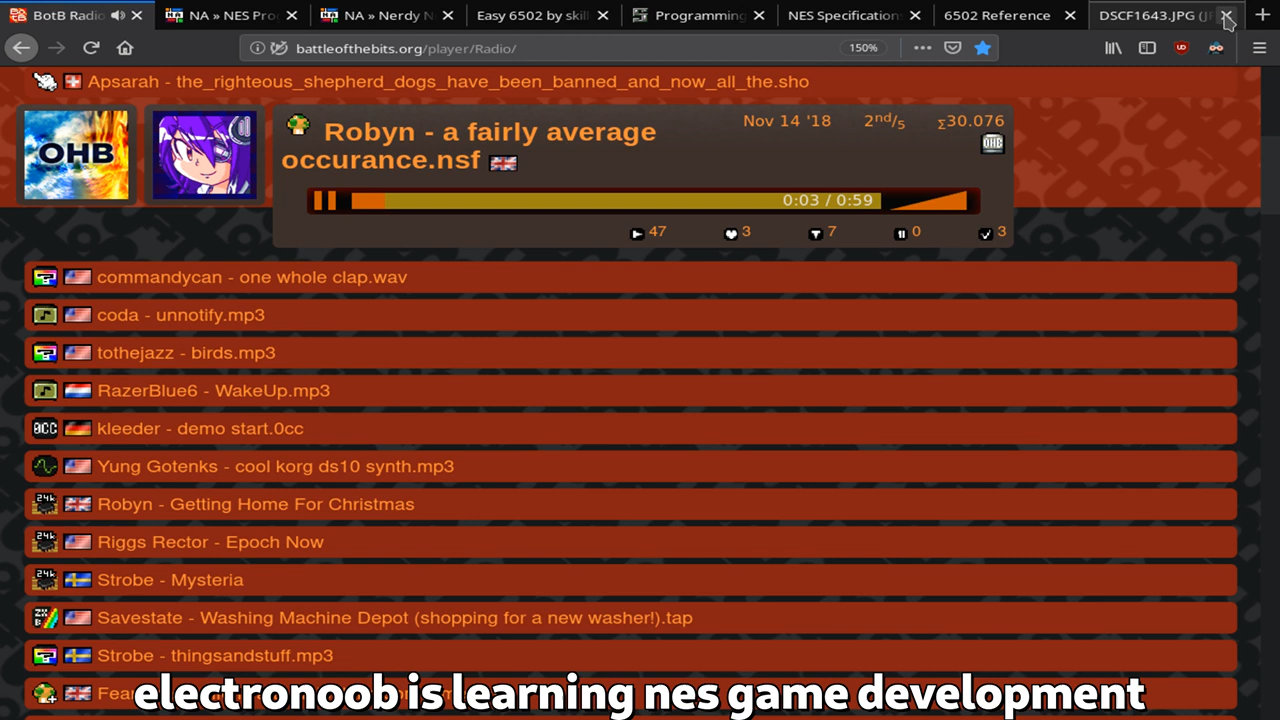 BotB Radio
NA » NES Pro
NA » Nerdy N
Easy 6502 by skil
Programming
NES Specification
6502 Reference
DSCF1643.JPG (J
battleofthebits.org/player/Radio/
150%
Apsarah - the_righteous_shepherd_dogs_have_been_banned_and_now_all_the.sho
OHB
Robyn - a fairly average
occurance.nsf
Nov 14 '18 2nd/5 Σ30.076
OHB
0:03 / 0:59
47 3 7 0 3
commandycan - one whole clap.wav
coda - unnotify.mp3
tothejazz - birds.mp3
RazerBlue6 - WakeUp.mp3
0CC kleeder - demo start.0cc
Yung Gotenks - cool korg ds10 synth.mp3
24k Robyn - Getting Home For Christmas
24k Riggs Rector - Epoch Now
24k Strobe - Mysteria
Savestate - Washing Machine Depot (shopping for a new washer!).tap
Strobe - thingsandstuff.mp3
electronoob is learning nes game development